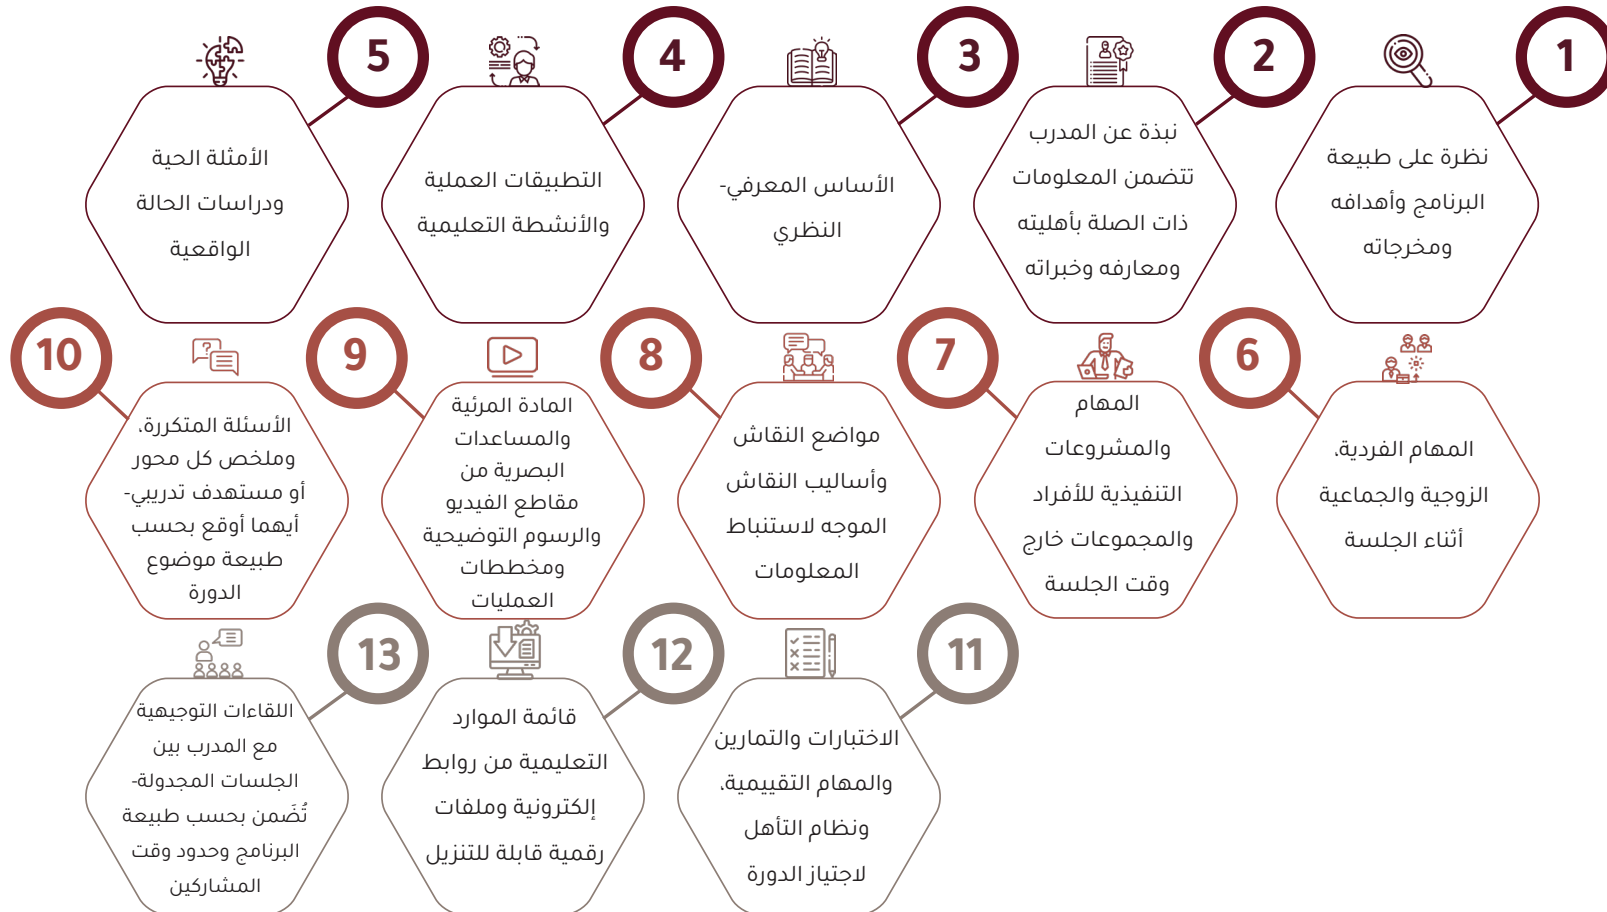 1
نظرة على طبيعة
البرنامج وأهدافه
ومخرجاته
2
نبذة عن المدرب
تتضمن المعلومات
ذات الصلة بأهليته
ومعارفه وخبراته
3
الأساس المعرفي-
النظري
4
التطبيقات العملية
والأنشطة التعليمية
5
الأمثلة الحية
ودراسات الحالة
الواقعية
6
المهام الفردية،
الزوجية والجماعية
أثناء الجلسة
7
المهام
والمشروعات
التنفيذية للأفراد
والمجموعات خارج
وقت الجلسة
8
مواضع النقاش
وأساليب النقاش
الموجه لاستنباط
المعلومات
9
المادة المرئية
والمساعدات
البصرية من
مقاطع الفيديو
والرسوم التوضيحية
ومخططات
العمليات
10
?
الأسئلة المتكررة،
وملخص كل محور
أو مستهدف تدريبي-
أيهما أوقع بحسب
طبيعة موضوع
الدورة
11
الاختبارات والتمارين
والمهام التقييمية،
ونظام التأهل
لاجتياز الدورة
12
قائمة الموارد
التعليمية من روابط
إلكترونية وملفات
رقمية قابلة للتنزيل
13
اللقاءات التوجيهية
مع المدرب بين
الجلسات المجدولة-
تُضَمن بحسب طبيعة
البرنامج وحدود وقت
المشاركين